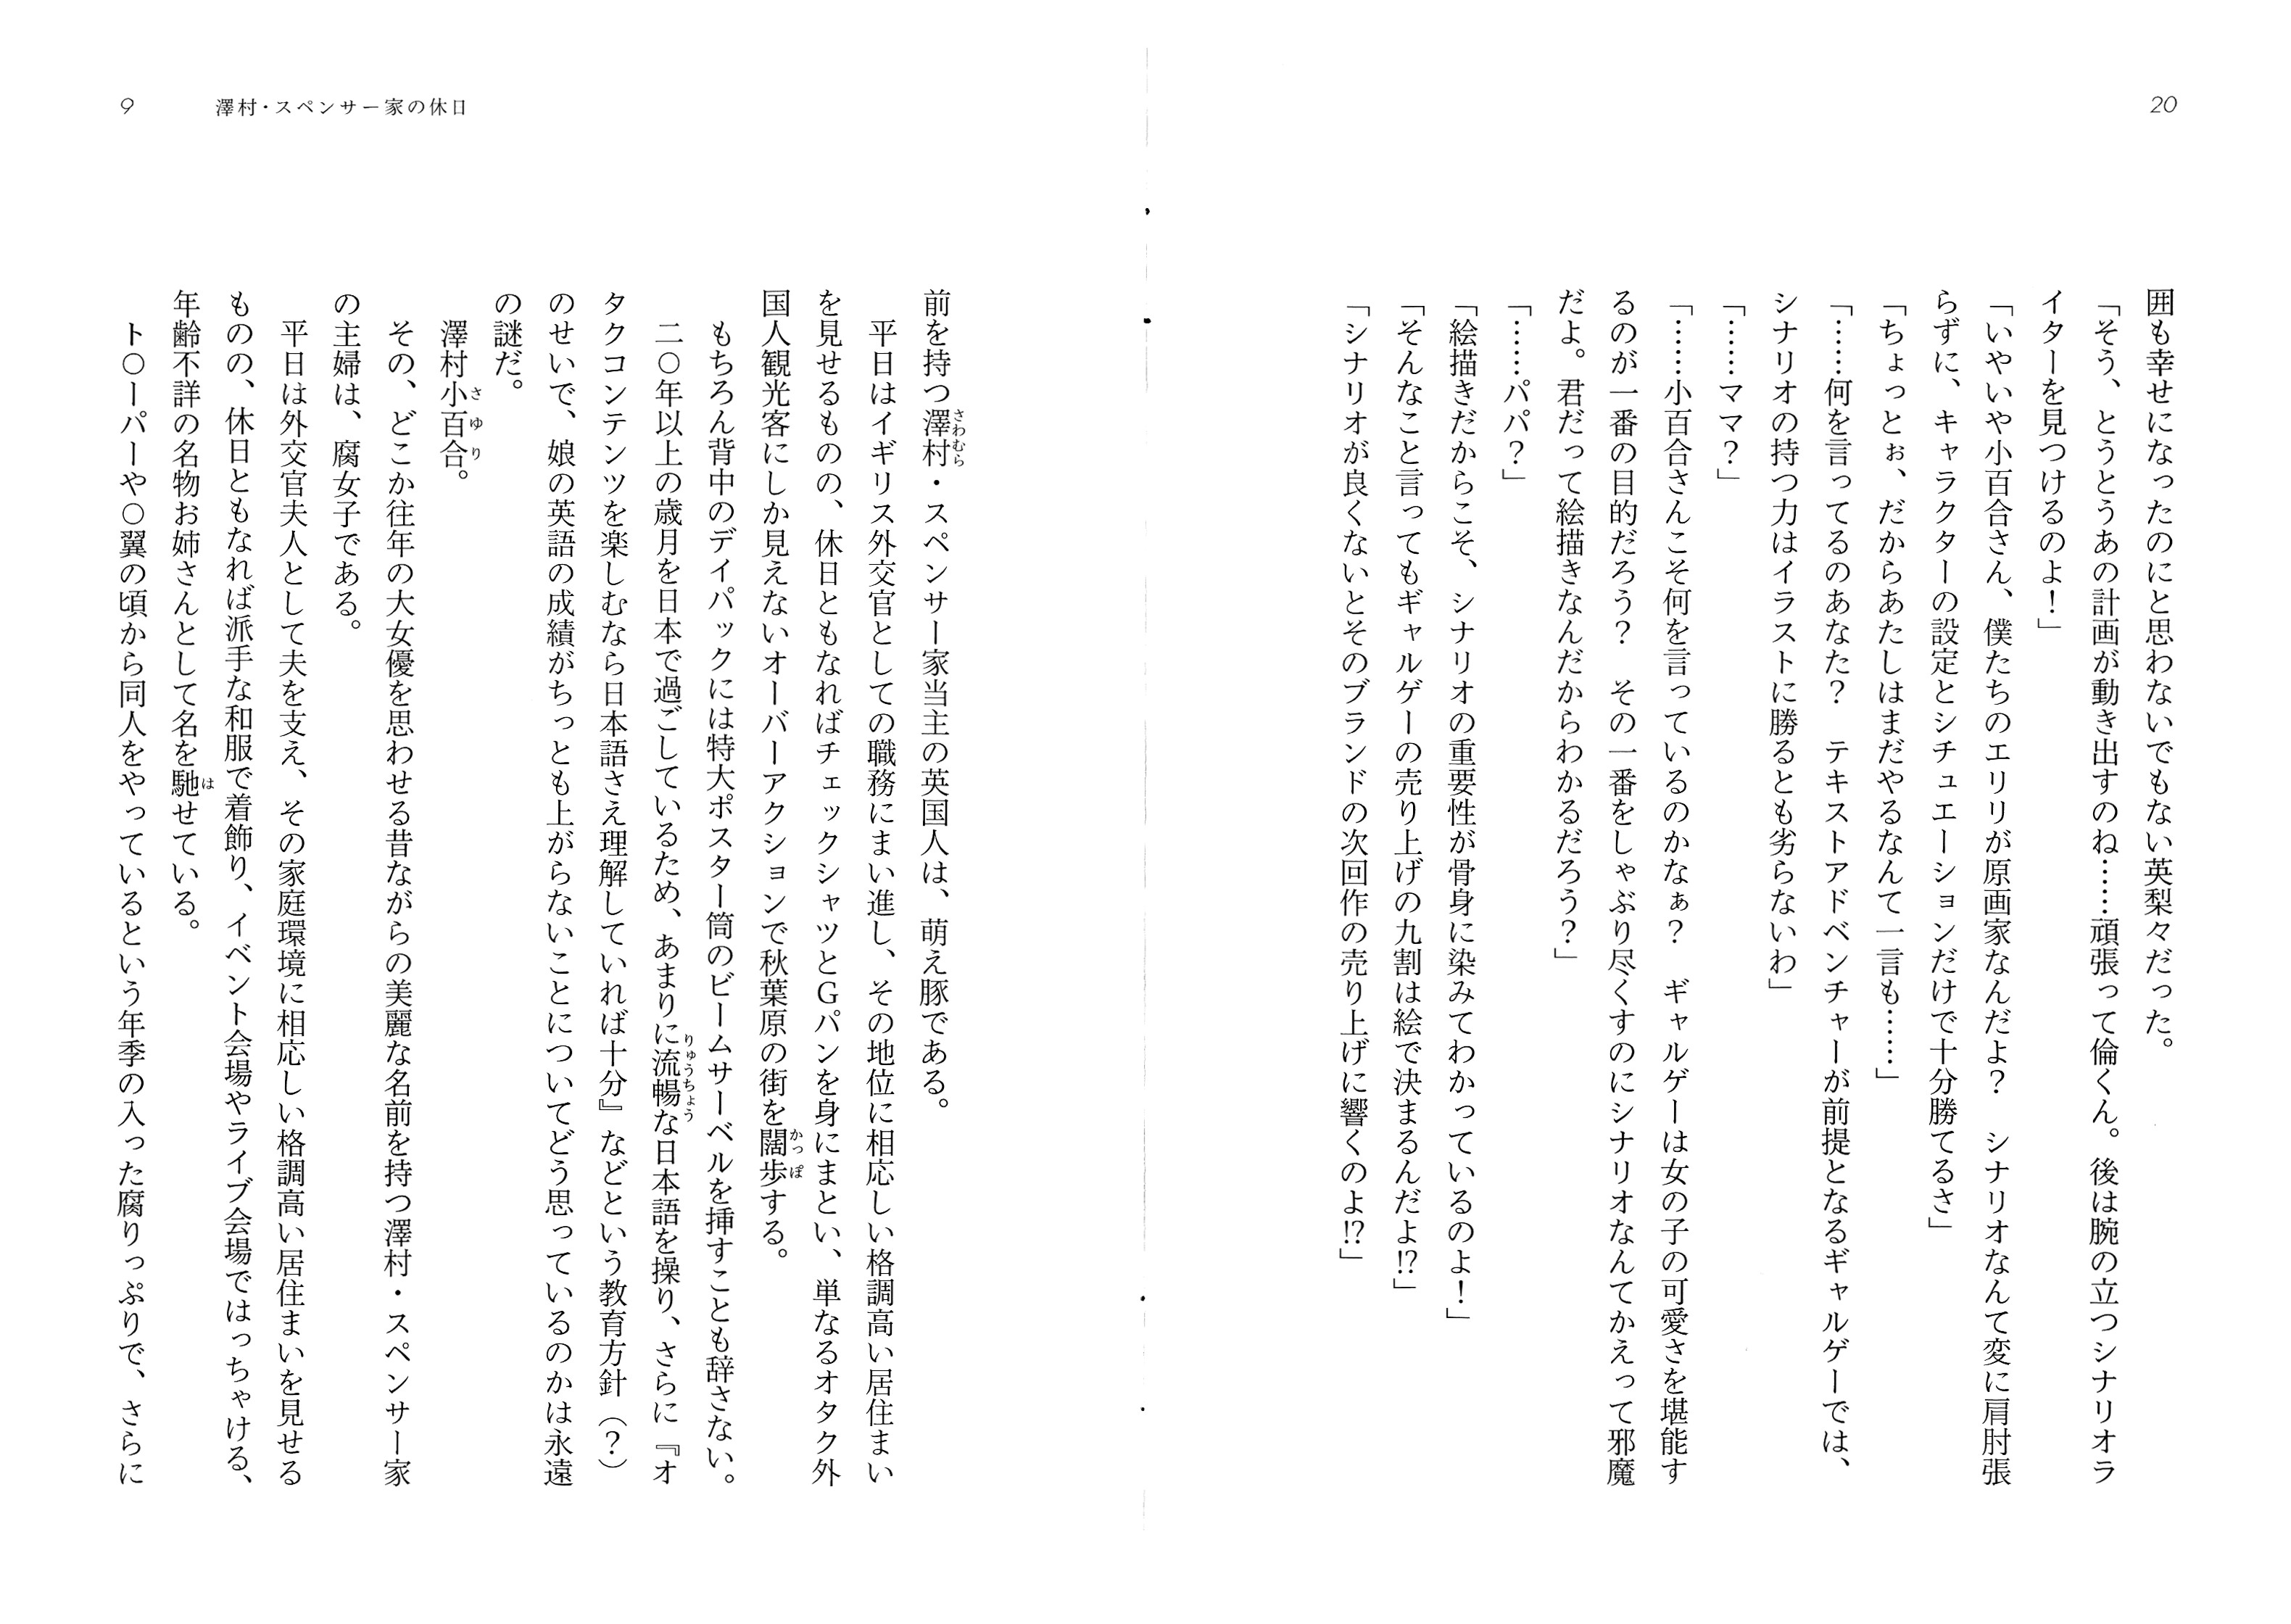 20
囲も幸せになったのにと思わないでもない英梨々だった。
「そう、とうとうあの計画が動き出すのね……頑張って倫くん。後は腕の立つシナリオラ
イターを見つけるのよ！」
「いやいや小百合さん、僕たちのエリリが原画家なんだよ？　シナリオなんて変に肩肘張
らずに、キャラクターの設定とシチュエーションだけで十分勝てるさ」
「ちょっとぉ、だからあたしはまだやるなんて一言も……」
「……何を言ってるのあなた？　テキストアドベンチャーが前提となるギャルゲーでは、
シナリオの持つ力はイラストに勝るとも劣らないわ」
「……ママ？」
「……小百合さんこそ何を言っているのかなぁ？　ギャルゲーは女の子の可愛さを堪能す
るのが一番の目的だろう？　その一番をしゃぶり尽くすのにシナリオなんてかえって邪魔
だよ。君だって絵描きなんだからわかるだろう？」
「……パパ？」
「絵描きだからこそ、シナリオの重要性が骨身に染みてわかっているのよ！」
「そんなこと言ってもギャルゲーの売り上げの九割は絵で決まるんだよ!?」
「シナリオが良くないとそのブランドの次回作の売り上げに響くのよ!?」
9
澤村・スペンサー家の休日
前を持つ澤村・スペンサー家当主の英国人は、萌え豚である。
平日はイギリス外交官としての職務にまい進し、その地位に相応しい格調高い居住まい
を見せるものの、休日ともなればチェックシャツとGパンを身にまとい、単なるオタク外
国人観光客にしか見えないオーバーアクションで秋葉原の街を闊歩する。
もちろん背中のデイパックには特大ポスター筒のビームサーベルを挿すことも辞さない。
二〇年以上の歳月を日本で過ごしているため、あまりに流暢な日本語を操り、さらに『オ
タクコンテンツを楽しむなら日本語さえ理解していれば十分』などという教育方針（？）
のせいで、娘の英語の成績がちっとも上がらないことについてどう思っているのかは永遠
の謎だ。
澤村小百合。
その、どこか往年の大女優を思わせる昔ながらの美麗な名前を持つ澤村・スペンサー家
の主婦は、腐女子である。
平日は外交官夫人として夫を支え、その家庭環境に相応しい格調高い居住まいを見せる
ものの、休日ともなれば派手な和服で着飾り、イベント会場やライブ会場ではっちゃける、
年齢不詳の名物お姉さんとして名を馳せている。
ト〇ーパーや〇翼の頃から同人をやっているという年季の入った腐りっぷりで、さらに